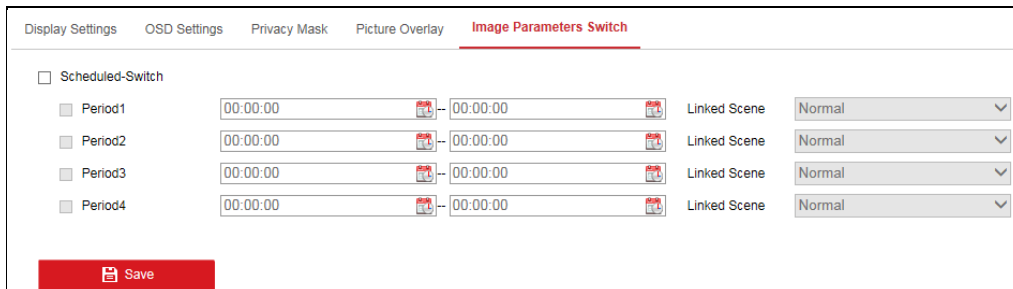 Display Settings OSD Settings Privacy Mask Picture Overlay Image Parameters Switch
Scheduled-Switch
Period1 00:00:00 -- 00:00:00 Linked Scene Normal
Period2 00:00:00 -- 00:00:00 Linked Scene Normal
Period3 00:00:00 -- 00:00:00 Linked Scene Normal
Period4 00:00:00 -- 00:00:00 Linked Scene Normal
Save